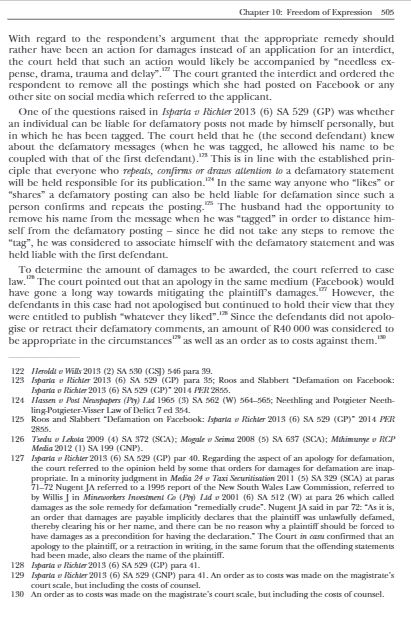 Chapter 10: Freedom of Expression 505
With regard to the respondent's argument that the appropriate remedy should
rather have been an action for damages instead of an application for an interdict,
the court held that such an action would likely be accompanied by "needless ex-
pense, drama, trauma and delay".122 The court granted the interdict and ordered the
respondent to remove all the postings which she had posted on Facebook or any
other site on social media which referred to the applicant.
One of the questions raised in Isparta v Richter 2013 (6) SA 529 (GP) was whether
an individual can be liable for defamatory posts not made by himself personally, but
in which he has been tagged. The court held that he (the second defendant) knew
about the defamatory messages (when he was tagged, he allowed his name to be
coupled with that of the first defendant).123 This is in line with the established prin-
ciple that everyone who repeats, confirms or draws attention to a defamatory statement
will be held responsible for its publication.124 In the same way anyone who "likes" or
"shares" a defamatory posting can also be held liable for defamation since such a
person confirms and repeats the posting.125 The husband had the opportunity to
remove his name from the message when he was "tagged" in order to distance him-
self from the defamatory posting – since he did not take any steps to remove the
"tag", he was considered to associate himself with the defamatory statement and was
held liable with the first defendant.
To determine the amount of damages to be awarded, the court referred to case
law.126 The court pointed out that an apology in the same medium (Facebook) would
have gone a long way towards mitigating the plaintiff's damages.127 However, the
defendants in this case had not apologised but continued to hold their view that they
were entitled to publish "whatever they liked".128 Since the defendants did not apolo-
gise or retract their defamatory comments, an amount of R40 000 was considered to
be appropriate in the circumstances129 as well as an order as to costs against them.130
122 Heroldt v Wills 2013 (2) SA 530 (GSJ) 546 para 39.
123 Isparta v Richter 2013 (6) SA 529 (GP) para 35; Roos and Slabbert "Defamation on Facebook:
Isparta v Richter 2013 (6) SA 529 (GP)" 2014 PER 2855.
124 Hassen v Post Newspapers (Pty) Ltd 1965 (3) SA 562 (W) 564–565; Neethling and Potgieter Neeth-
ling-Potgieter-Visser Law of Delict 7 ed 354.
125 Roos and Slabbert "Defamation on Facebook: Isparta v Richter 2013 (6) SA 529 (GP)" 2014 PER
2855.
126 Tsedu v Lekota 2009 (4) SA 372 (SCA); Mogale v Seima 2008 (5) SA 637 (SCA); Mthimunye v RCP
Media 2012 (1) SA 199 (GNP).
127 Isparta v Richter 2013 (6) SA 529 (GP) par 40. Regarding the aspect of an apology for defamation,
the court referred to the opinion held by some that orders for damages for defamation are inap-
propriate. In a minority judgment in Media 24 v Taxi Securitisation 2011 (5) SA 329 (SCA) at paras
71–72 Nugent JA referred to a 1995 report of the New South Wales Law Commission, referred to
by Willis J in Mineworkers Investment Co (Pty) Ltd v 2001 (6) SA 512 (W) at para 26 which called
damages as the sole remedy for defamation "remedially crude". Nugent JA said in par 72: "As it is,
an order that damages are payable implicitly declares that the plaintiff was unlawfully defamed,
thereby clearing his or her name, and there can be no reason why a plaintiff should be forced to
have damages as a precondition for having the declaration." The Court in casu confirmed that an
apology to the plaintiff, or a retraction in writing, in the same forum that the offending statements
had been made, also clears the name of the plaintiff.
128 Isparta v Richter 2013 (6) SA 529 (GP) para 41.
129 Isparta v Richter 2013 (6) SA 529 (GNP) para 41. An order as to costs was made on the magistrate's
court scale, but including the costs of counsel.
130 An order as to costs was made on the magistrate's court scale, but including the costs of counsel.